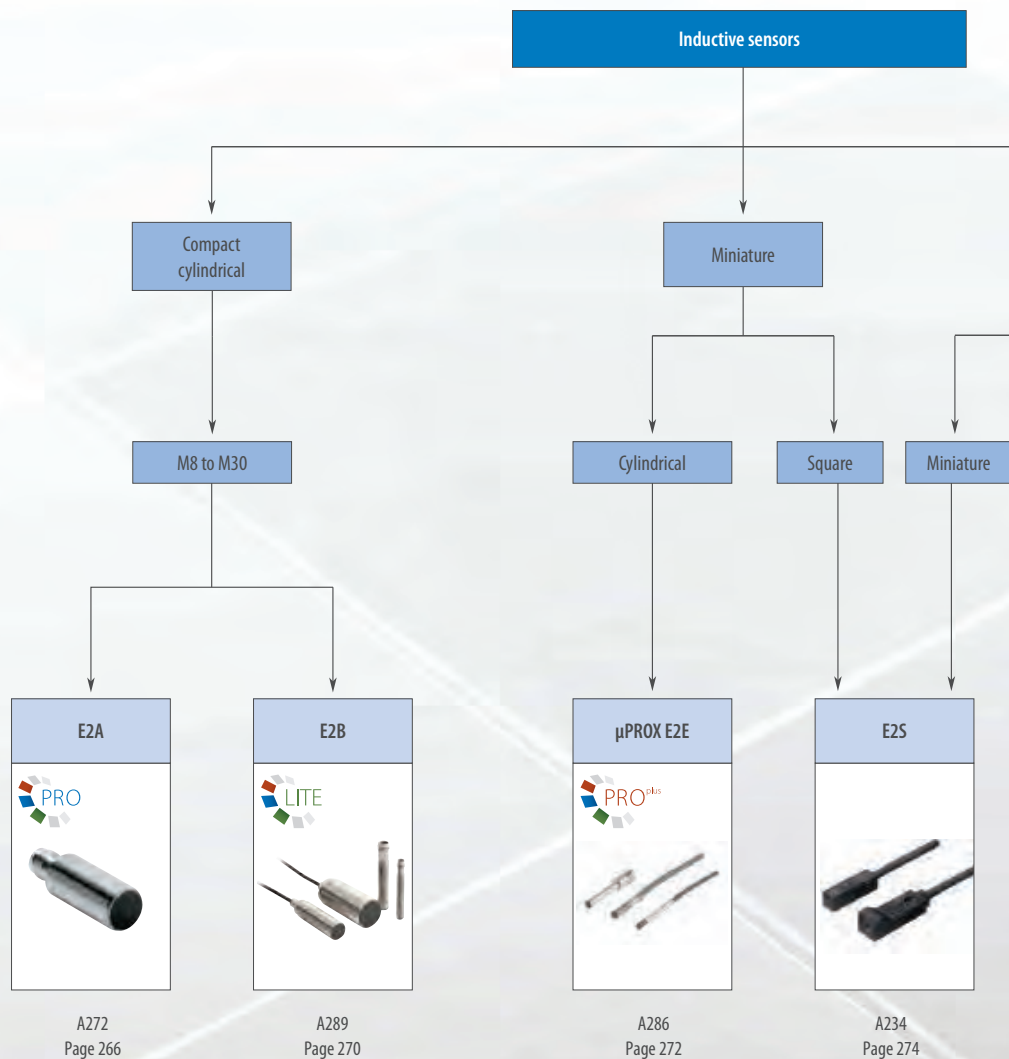 Inductive sensors
Compact
cylindrical
Miniature
M8 to M30
Cylindrical
Square
Miniature
E2A
E2B
µPROX E2E
E2S
PRO
LITE
PROplus
A272
Page 266
A289
Page 270
A286
Page 272
A234
Page 274